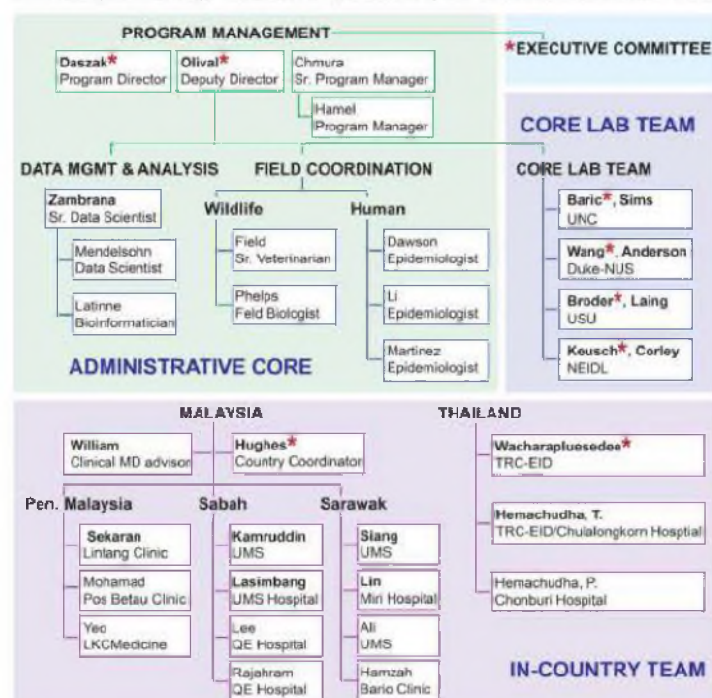 PROGRAM MANAGEMENT
*EXECUTIVE COMMITTEE
Daszak*
Program Director
Olival*
Deputy Director
Chmura
Sr. Program Manager
Hamel
Program Manager
CORE LAB TEAM
DATA MGMT & ANALYSIS
FIELD COORDINATION
CORE LAB TEAM
Zambrana
Sr. Data Scientist
Mendelsohn
Data Scientist
Latinne
Bioinformatician
Wildlife
Field
Sr. Veterinarian
Phelps
Feld Biologist
Human
Dawson
Epidemiologist
Li
Epidemiologist
Martinez
Epidemiologist
Baric*, Sims
UNC
Wang*, Anderson
Duke-NUS
Broder*, Laing
USU
Keusch*, Corley
NEIDL
ADMINISTRATIVE CORE
MALAYSIA
William
Clinical MD advisor
Hughes*
Country Coordinator
Pen. Malaysia
Sekaran
Lintang Clinic
Mohamad
Pos Betau Clinic
Yeo
LKCMedicine
Sabah
Kamruddin
UMS
Lasimbang
UMS Hospital
Lee
QE Hospital
Rajahram
QE Hospital
Sarawak
Siang
UMS
Lin
Miri Hospital
Ali
UMS
Hamzah
Bario Clinic
THAILAND
Wacharapluesadee*
TRC-EID
Hemachudha, T.
TRC-EID/Chulalongkorn Hosptial
Hemachudha, P.
Chonburi Hospital
IN-COUNTRY TEAM